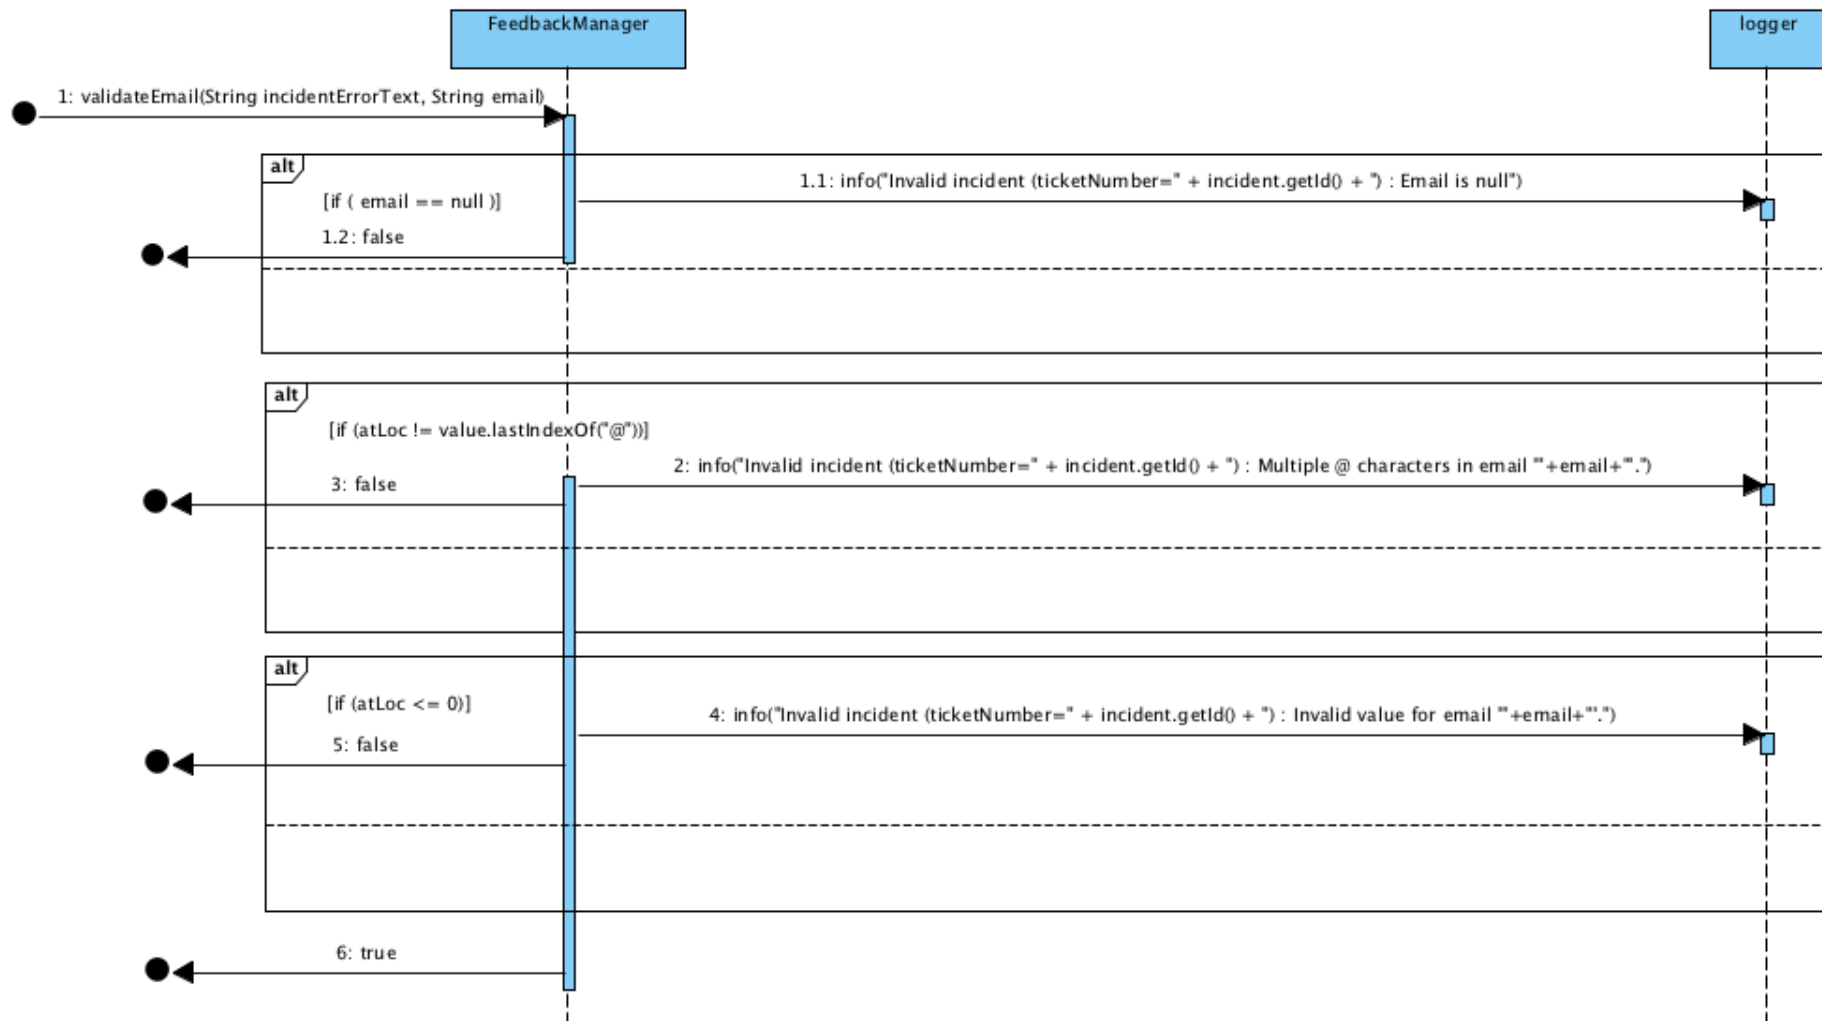 FeedbackManager
logger
1: validateEmail(String incidentErrorText, String email)
alt
1.1: info("Invalid incident (ticketNumber=" + incident.getId() + ") : Email is null")
[if ( email == null )]
1.2: false
alt
[if (atLoc != value.lastIndexOf("@"))]
2: info("Invalid incident (ticketNumber=" + incident.getId() + ") : Multiple @ characters in email '"+email+"'.")
3: false
alt
[if (atLoc <= 0)]
4: info("Invalid incident (ticketNumber=" + incident.getId() + ") : Invalid value for email '"+email+"'.")
5: false
6: true